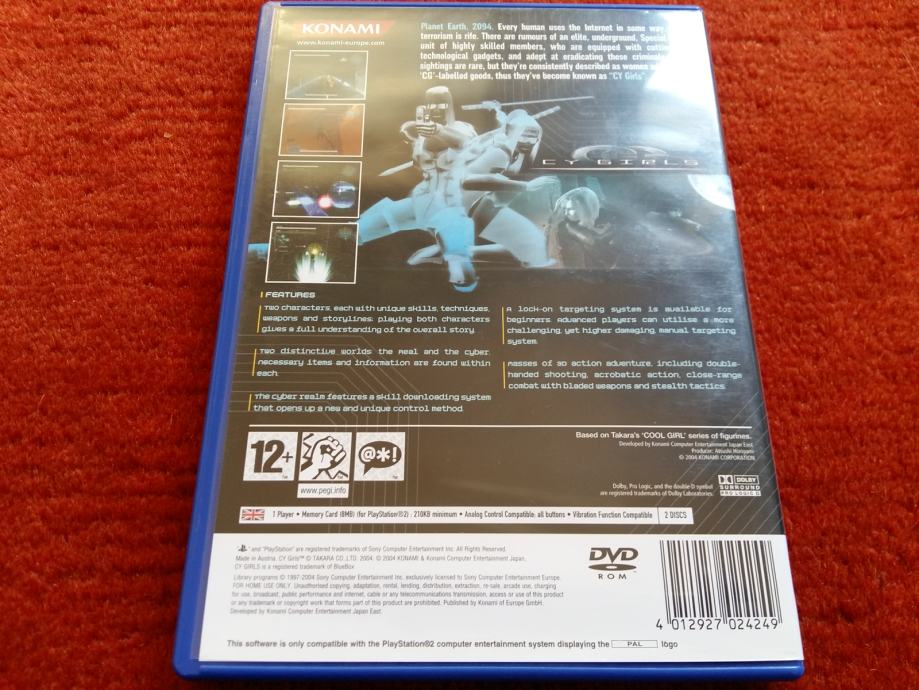 KONAMI
www.konami-europe.com
Planet Earth, 2094. Every human uses the Internet in some way,
terrorism is rife. There are rumours of an elite, underground, Special
unit of highly skilled members, who are equipped with
technological gadgets, and adept at eradicating these
sightings are rare, but they're consistently described as women
'CG'-labelled goods, thus they've become known as "CY Girls"
CY GIRLS
FEATURES
Two characters, each with unique skills, techniques,
weapons and storylines: playing both characters
gives a full understanding of the overall story.
Two distinctive worlds: the real and the cyber,
necessary items and information are found within
each.
The cyber realm features a skill downloading system
that opens up a new and unique control method.
A lock-on targeting system is available for
beginners. Advanced players can utilise a more
challenging, yet higher damaging, manual targeting
system.
Masses of 3D action adventure, including double-
handed shooting, acrobatic action, close-range
combat with bladed weapons and stealth tactics.
12+
@*!
www.pegi.info
Based on Takara's 'COOL GIRL' series of figurines.
Developed by Konami Computer Entertainment Japan East.
© 2004 KONAMI CORPORATION.
Dolby, Pro Logic, and the double-D symbol
are registered trademarks of Dolby Laboratories.
DOLBY
SURROUND
PRO LOGIC II
1 Player • Memory Card (8MB) (for PlayStation®2) : 210KB minimum • Analog Control Compatible: all buttons • Vibration Function Compatible 2 DISCS
"PS" and "PlayStation" are registered trademarks of Sony Computer Entertainment Inc. All Rights Reserved.
Made in Austria. CY Girls™ © TAKARA CO.,LTD. 2004. © 2004 KONAMI & Konami Computer Entertainment Japan.
CY GIRLS is a registered trademark of BlueBox
Library programs © 1997-2004 Sony Computer Entertainment Inc. exclusively licensed to Sony Computer Entertainment Europe.
FOR HOME USE ONLY. Unauthorised copying, adaptation, rental, lending, distribution, extraction, re-sale, arcade use, charging
for use, broadcast, public performance and internet, cable or any telecommunications transmission, access or use of this product
or any trademark or copyright work that forms part of this product are prohibited. Published by Konami of Europe GmbH.
Developed by Konami Computer Entertainment Japan East.
DVD
ROM
4 012927 024249
This software is only compatible with the PlayStation®2 computer entertainment system displaying the PAL logo